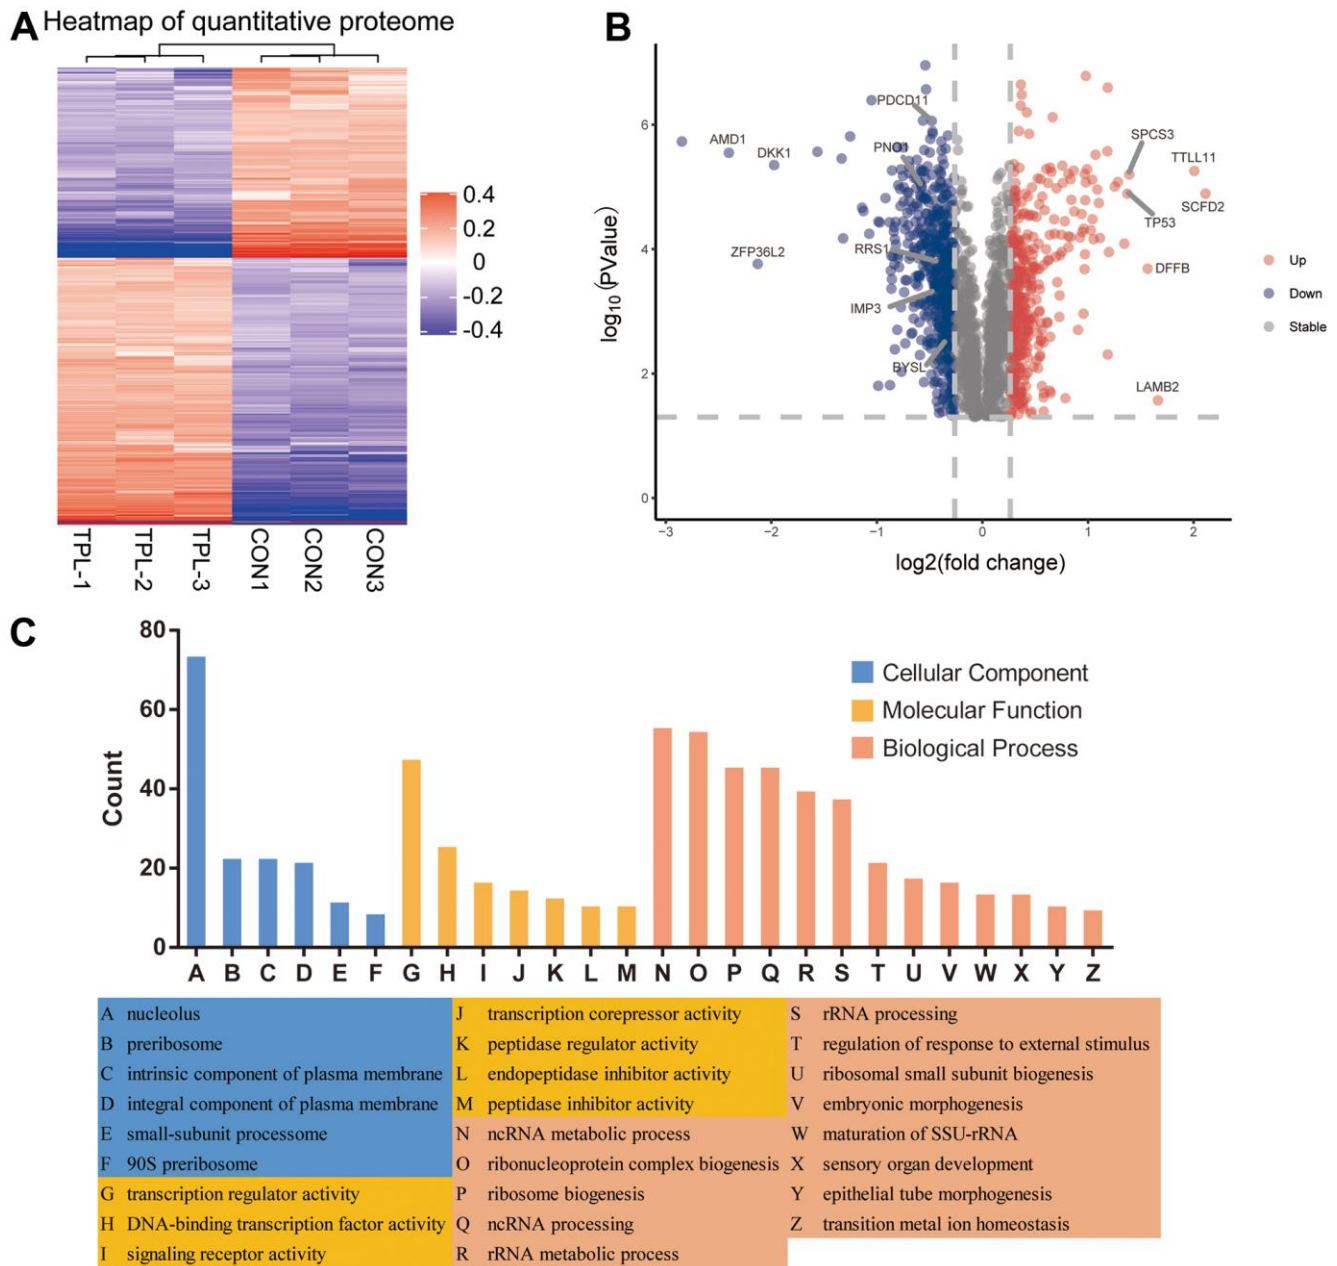 A Heatmap of quantitative proteome
0.4
0.2
0
-0.2
-0.4
TPL-1
TPL-2
TPL-3
CON1
CON2
CON3
B
log10(PValue)
6
4
2
0
PDCD11
AMD1
DKK1
PNO1
ZFP36L2
RRS1
IMP3
BYSL
SPCS3
TTLL11
SCFD2
TP53
DFFB
LAMB2
−3 −2 −1 0 1 2
log2(fold change)
Up
Down
Stable
C
Count
80
60
40
20
0
Cellular Component
Molecular Function
Biological Process
A B C D E F G H I J K L M N O P Q R S T U V W X Y Z
A nucleolus
B preribosome
C intrinsic component of plasma membrane
D integral component of plasma membrane
E small-subunit processome
F 90S preribosome
G transcription regulator activity
H DNA-binding transcription factor activity
I signaling receptor activity
J transcription corepressor activity
K peptidase regulator activity
L endopeptidase inhibitor activity
M peptidase inhibitor activity
N ncRNA metabolic process
O ribonucleoprotein complex biogenesis
P ribosome biogenesis
Q ncRNA processing
R rRNA metabolic process
S rRNA processing
T regulation of response to external stimulus
U ribosomal small subunit biogenesis
V embryonic morphogenesis
W maturation of SSU-rRNA
X sensory organ development
Y epithelial tube morphogenesis
Z transition metal ion homeostasis